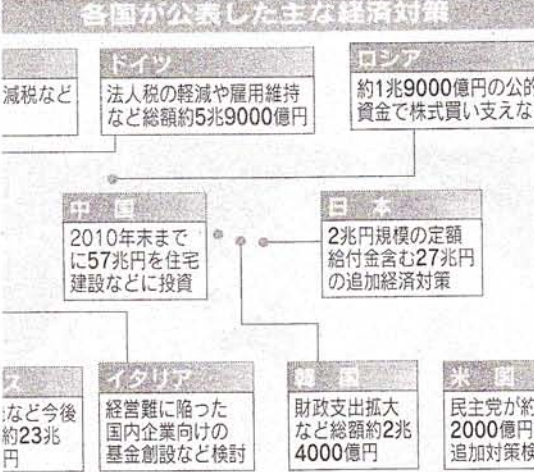 各国が公表した主な経済対策
減税など
ドイツ
法人税の軽減や雇用維持
など総額約5兆9000億円
ロシア
約1兆9000億円の公的
資金で株式買い支えな
中国
2010年末まで
に57兆円を住宅
建設などに投資
日本
2兆円規模の定額
給付金含む27兆円
の追加経済対策
ス
など今後
約23兆
円
イタリア
経営難に陥った
国内企業向けの
基金創設など検討
韓国
財政支出拡大
など総額約2兆
4000億円
米国
民主党が約
2000億円
追加対策検